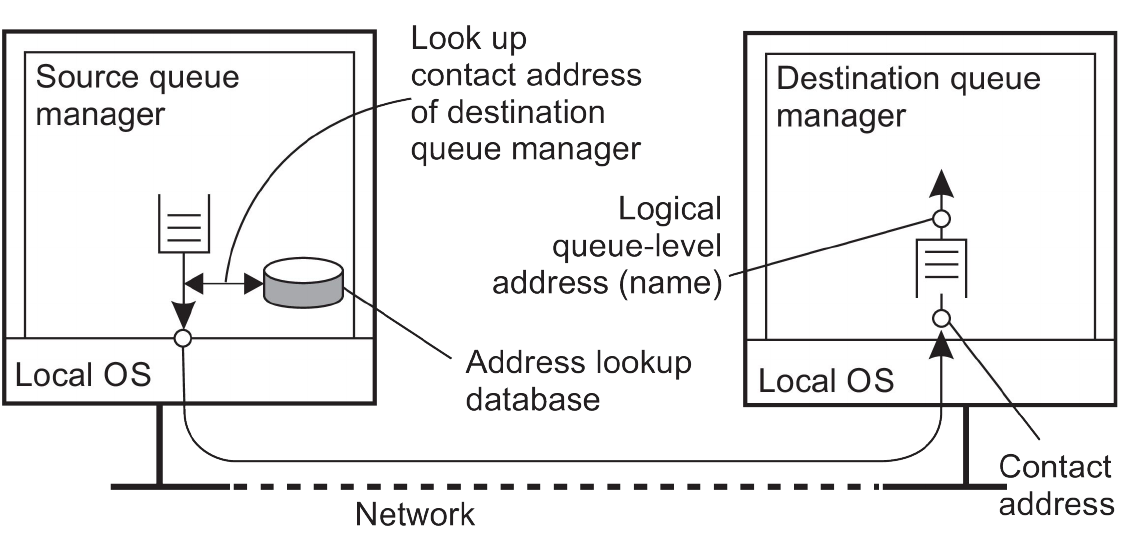 Source queue
manager
Look up
contact address
of destination
queue manager
Destination queue
manager
Logical
queue-level
address (name)
Address lookup
database
Local OS
Local OS
Network
Contact
address